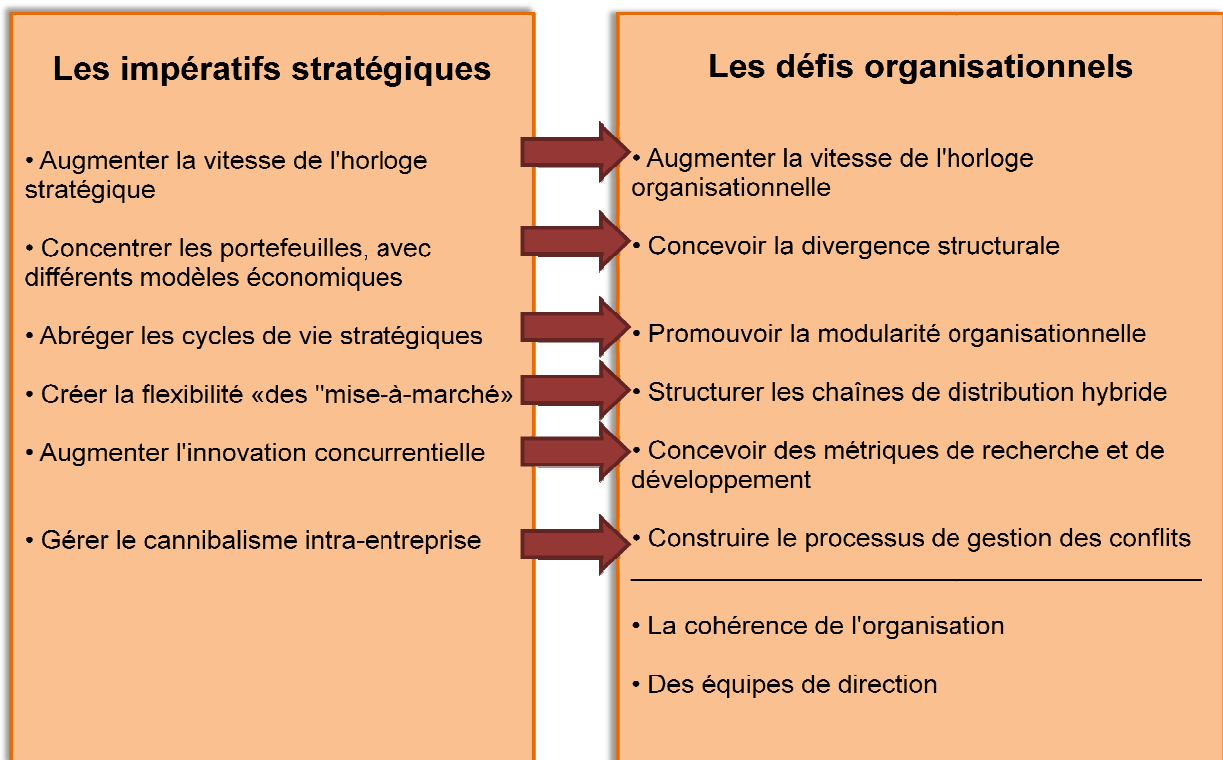 Les impératifs stratégiques
• Augmenter la vitesse de l'horloge
stratégique
• Concentrer les portefeuilles, avec
différents modèles économiques
• Abréger les cycles de vie stratégiques
• Créer la flexibilité «des "mise-à-marché»
• Augmenter l'innovation concurrentielle
• Gérer le cannibalisme intra-entreprise
Les défis organisationnels
• Augmenter la vitesse de l'horloge
organisationnelle
• Concevoir la divergence structurale
• Promouvoir la modularité organisationnelle
• Structurer les chaînes de distribution hybride
• Concevoir des métriques de recherche et de
développement
• Construire le processus de gestion des conflits
• La cohérence de l'organisation
• Des équipes de direction